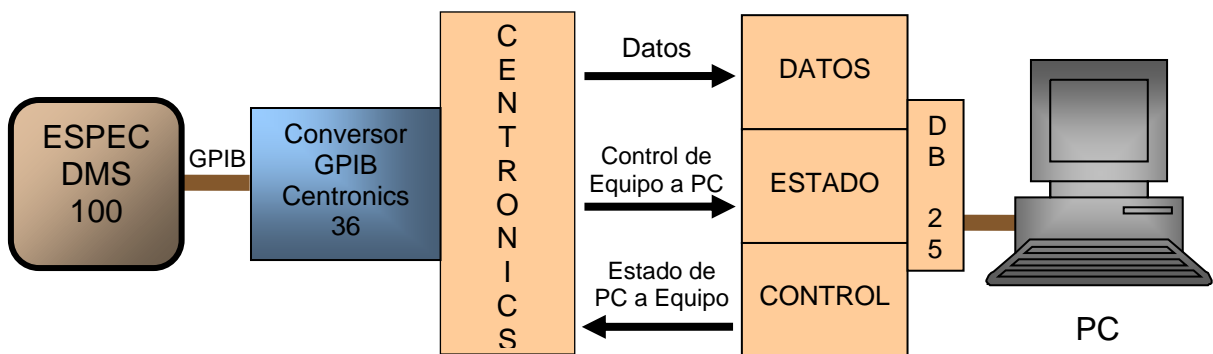 ESPEC
DMS
100
GPIB
Conversor
GPIB
Centronics
36
C
E
N
T
R
O
N
I
C
S
Datos
Control de
Equipo a PC
Estado de
PC a Equipo
DATOS
ESTADO
CONTROL
D
B
2
5
PC